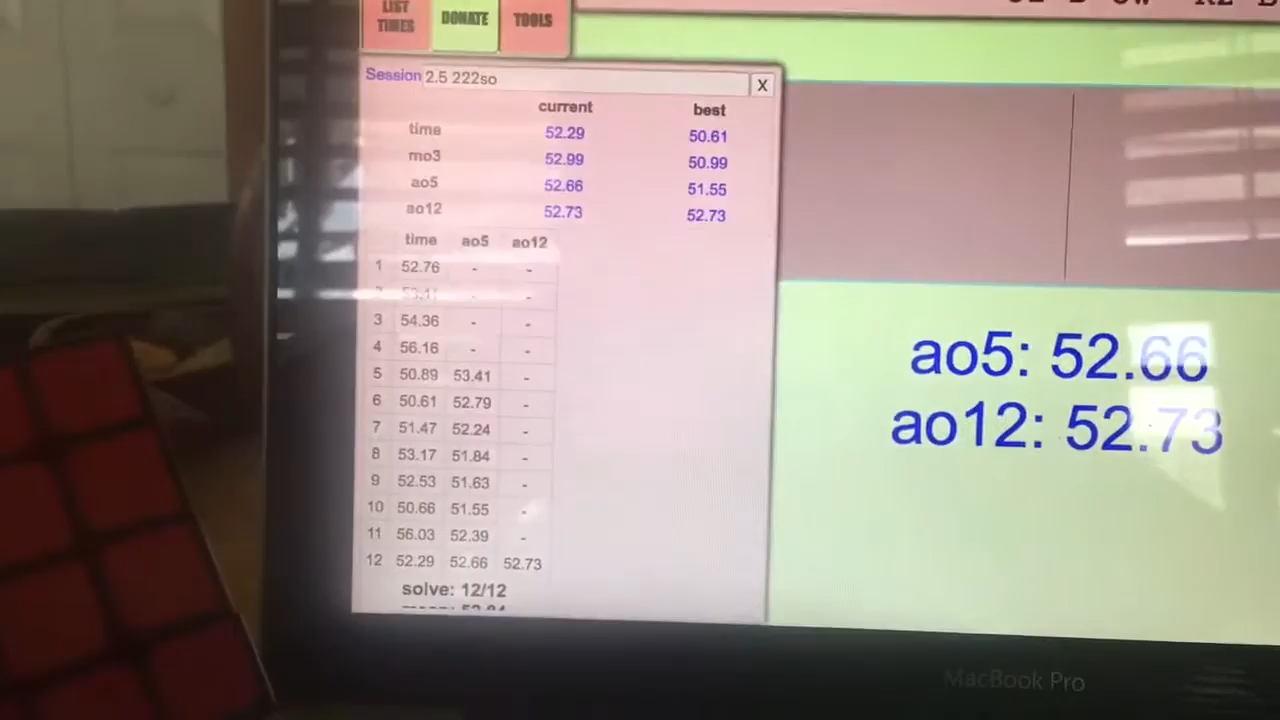 LIST TIMES
DONATE
TOOLS
Session 2.5 222so X
current best
time 52.29 50.61
mo3 52.99 50.99
ao5 52.66 51.55
ao12 52.73 52.73
time ao5 ao12
1 52.76 - -
2 53.41 - -
3 54.36 - -
4 56.16 - -
5 50.89 53.41 -
6 50.61 52.79 -
7 51.47 52.24 -
8 53.17 51.84 -
9 52.53 51.63 -
10 50.66 51.55 -
11 56.03 52.39 -
12 52.29 52.66 52.73
solve: 12/12
ao5: 52.66
ao12: 52.73
MacBook Pro